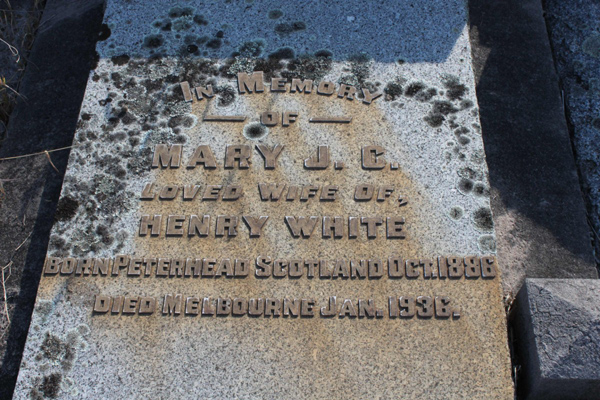 In Memory
— OF —
MARY J. C.
LOVED WIFE OF,
HENRY WHITE
BORN PETERHEAD SCOTLAND OCT. 1886
DIED MELBOURNE JAN. 1936.